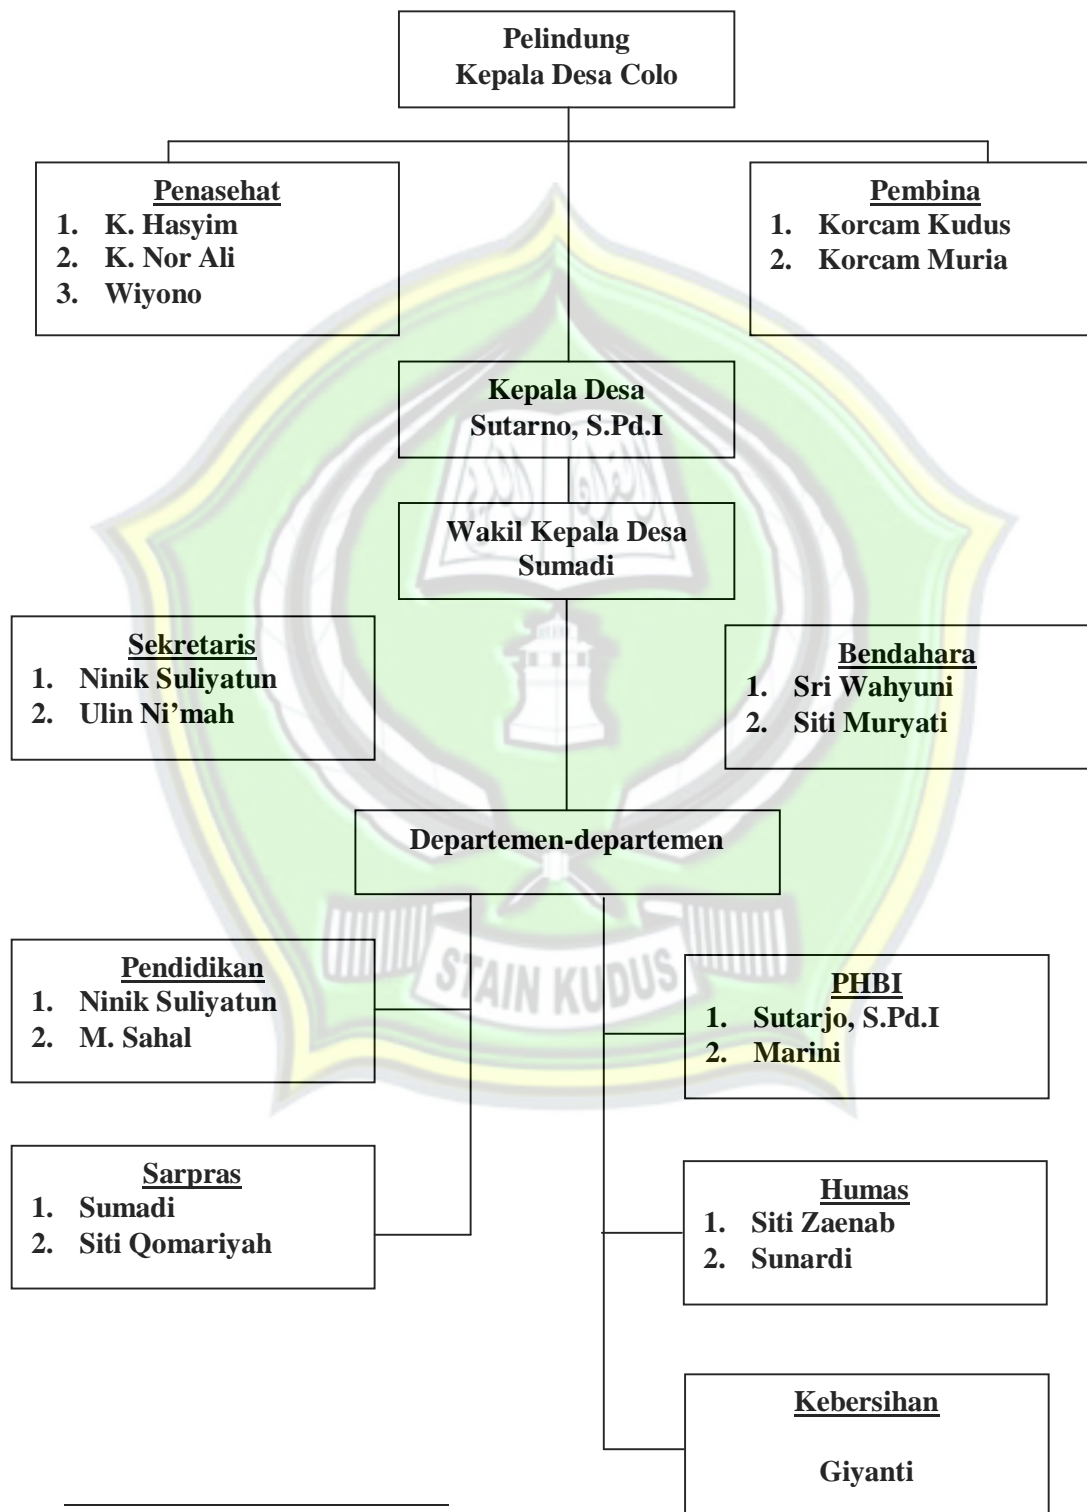 Pelindung
Kepala Desa Colo
Penasehat
1. K. Hasyim
2. K. Nor Ali
3. Wiyono
Pembina
1. Korcam Kudus
2. Korcam Muria
Kepala Desa
Sutarno, S.Pd.I
Wakil Kepala Desa
Sumadi
Sekretaris
1. Ninik Suliyatun
2. Ulin Ni’mah
Bendahara
1. Sri Wahyuni
2. Siti Muryati
Departemen-departemen
Pendidikan
1. Ninik Suliyatun
2. M. Sahal
STAIN KUDUS
PHBI
1. Sutarjo, S.Pd.I
2. Marini
Sarpras
1. Sumadi
2. Siti Qomariyah
Humas
1. Siti Zaenab
2. Sunardi
Kebersihan
Giyanti